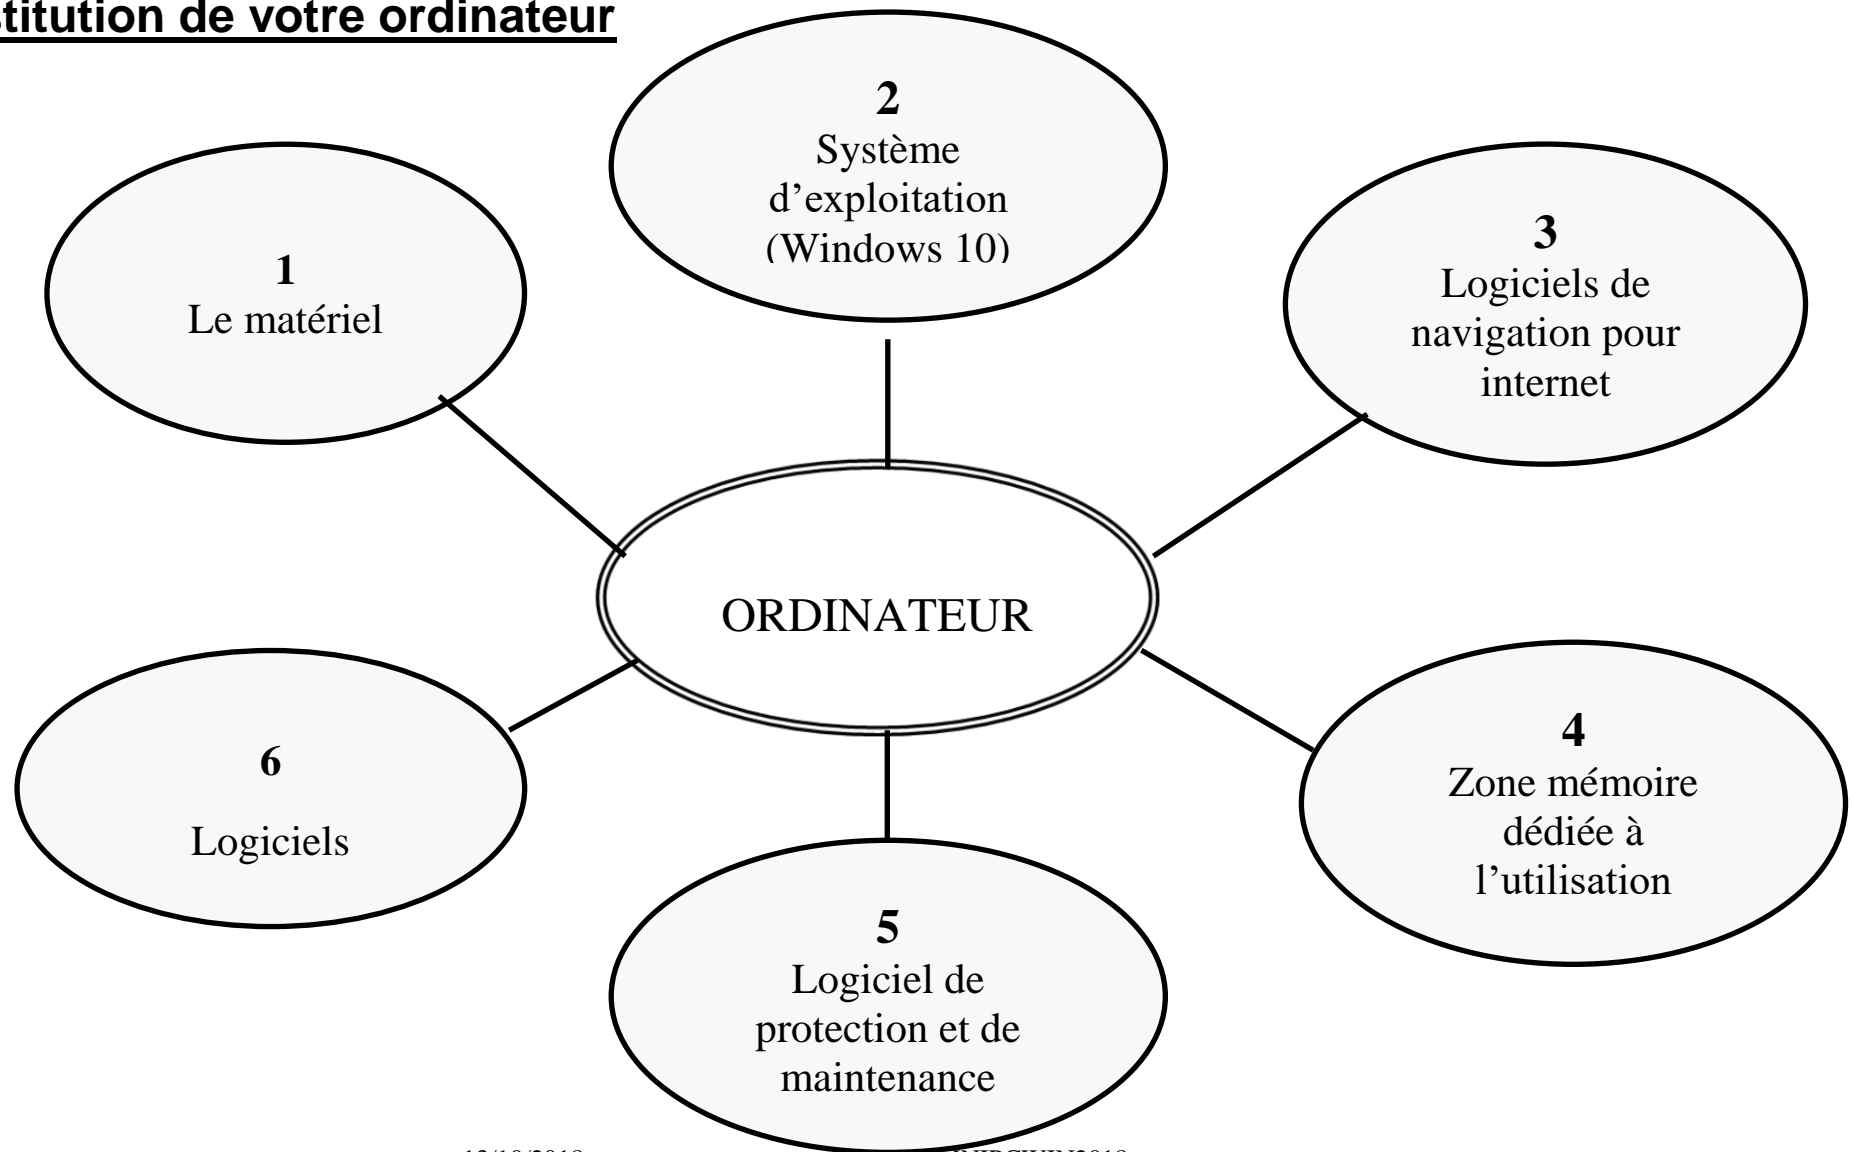 stitution de votre ordinateur
2
Système
d’exploitation
(Windows 10)
1
Le matériel
3
Logiciels de
navigation pour
internet
ORDINATEUR
6
Logiciels
4
Zone mémoire
dédiée à
l’utilisation
5
Logiciel de
protection et de
maintenance